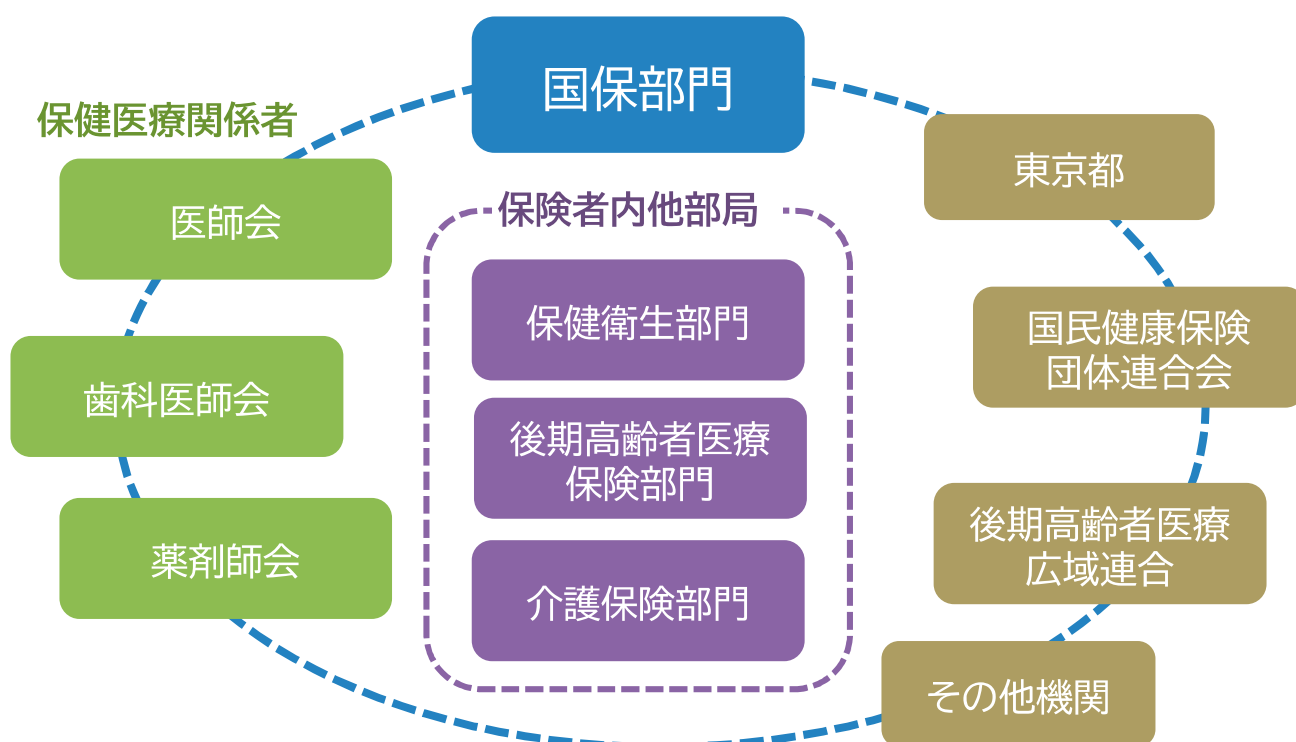 国保部門
保健医療関係者
医師会
歯科医師会
薬剤師会
保険者内他部局
保健衛生部門
後期高齢者医療
保険部門
介護保険部門
東京都
国民健康保険
団体連合会
後期高齢者医療
広域連合
その他機関